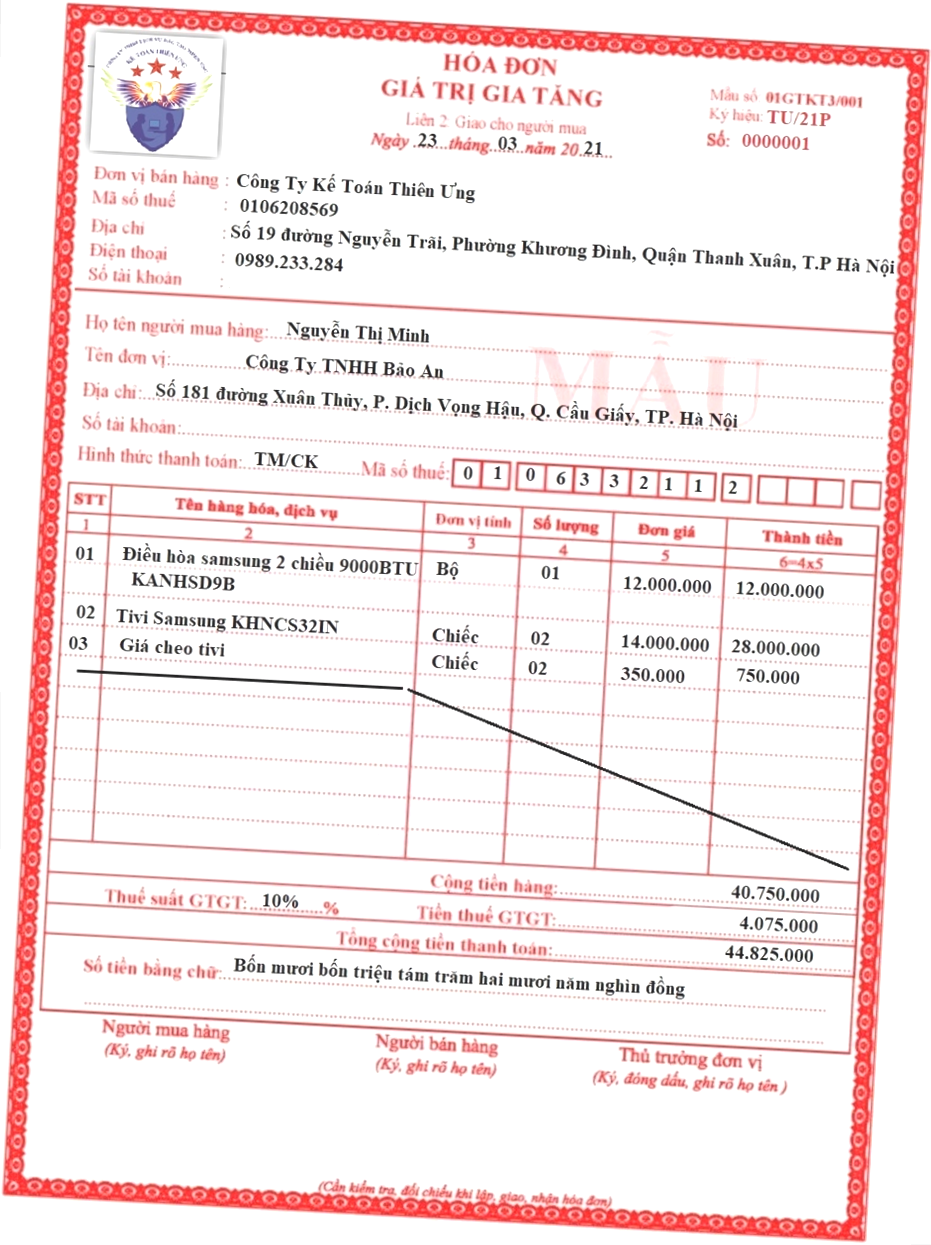 KẾ TOÁN THIÊN ƯNG
HÓA ĐƠN
GIÁ TRỊ GIA TĂNG
Liên 2: Giao cho người mua
Ngày .23...tháng..03..năm 20.21...
Mẫu số 01GTKT3/001
Ký hiệu: TU/21P
Số: 0000001
Đơn vị bán hàng : Công Ty Kế Toán Thiên Ưng
Mã số thuế : 0106208569
Địa chỉ : Số 19 đường Nguyễn Trãi, Phường Khương Đình, Quận Thanh Xuân, T.P Hà Nội
Điện thoại : 0989.233.284
Số tài khoản :
MẪU
Họ tên người mua hàng: Nguyễn Thị Minh
Tên đơn vị: Công Ty TNHH Bảo An
Địa chỉ: Số 181 đường Xuân Thủy, P. Dịch Vọng Hậu, Q. Cầu Giấy, TP. Hà Nội
Số tài khoản:
Hình thức thanh toán: TM/CK Mã số thuế: 0 1 0 6 3 3 2 1 1 2
STT Tên hàng hóa, dịch vụ Đơn vị tính Số lượng Đơn giá Thành tiền
1 2 3 4 5 6=4x5
01 Điều hòa samsung 2 chiều 9000BTU Bộ 01 12.000.000 12.000.000
KANHSD9B
02 Tivi Samsung KHNCS32IN Chiếc 02 14.000.000 28.000.000
03 Giá cheo tivi Chiếc 02 350.000 750.000
Cộng tiền hàng: 40.750.000
Thuế suất GTGT: 10% % Tiền thuế GTGT: 4.075.000
Tổng cộng tiền thanh toán: 44.825.000
Số tiền bằng chữ: Bốn mươi bốn triệu tám trăm hai mươi năm nghìn đồng
Người mua hàng Người bán hàng Thủ trưởng đơn vị
(Ký, ghi rõ họ tên) (Ký, ghi rõ họ tên) (Ký, đóng dấu, ghi rõ họ tên )
(Cần kiểm tra, đối chiếu khi lập, giao, nhận hóa đơn)